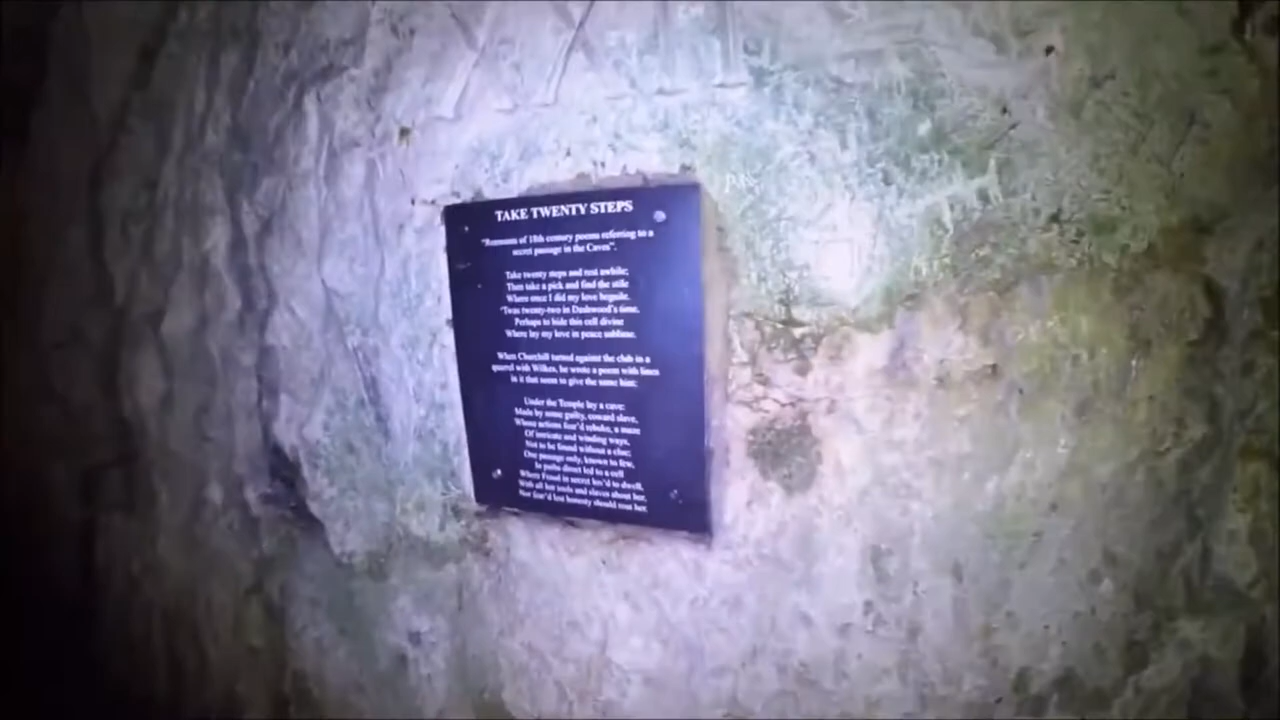 TAKE TWENTY STEPS
"Remnants of 18th century poems referring to a
secret passage in the Caves".
Take twenty steps and rest awhile;
Then take a pick and find the stile
Where once I did my love beguile.
'Twas twenty-two in Dashwood's time,
Perhaps to hide this cell divine
Where lay my love in peace sublime.
When Churchill turned against the club in a
quarrel with Wilkes, he wrote a poem with lines
in it that seem to give the same hint:
Under the Temple lay a cave:
Made by some guilty, coward slave,
Whose actions fear'd rebuke, a maze
Of intricate and winding ways,
Not to be found without a clue;
One passage only, known to few,
In paths direct led to a cell
Where Fraud in secret lov'd to dwell,
With all her tools and slaves about her,
Nor fear'd lest honesty should rout her.